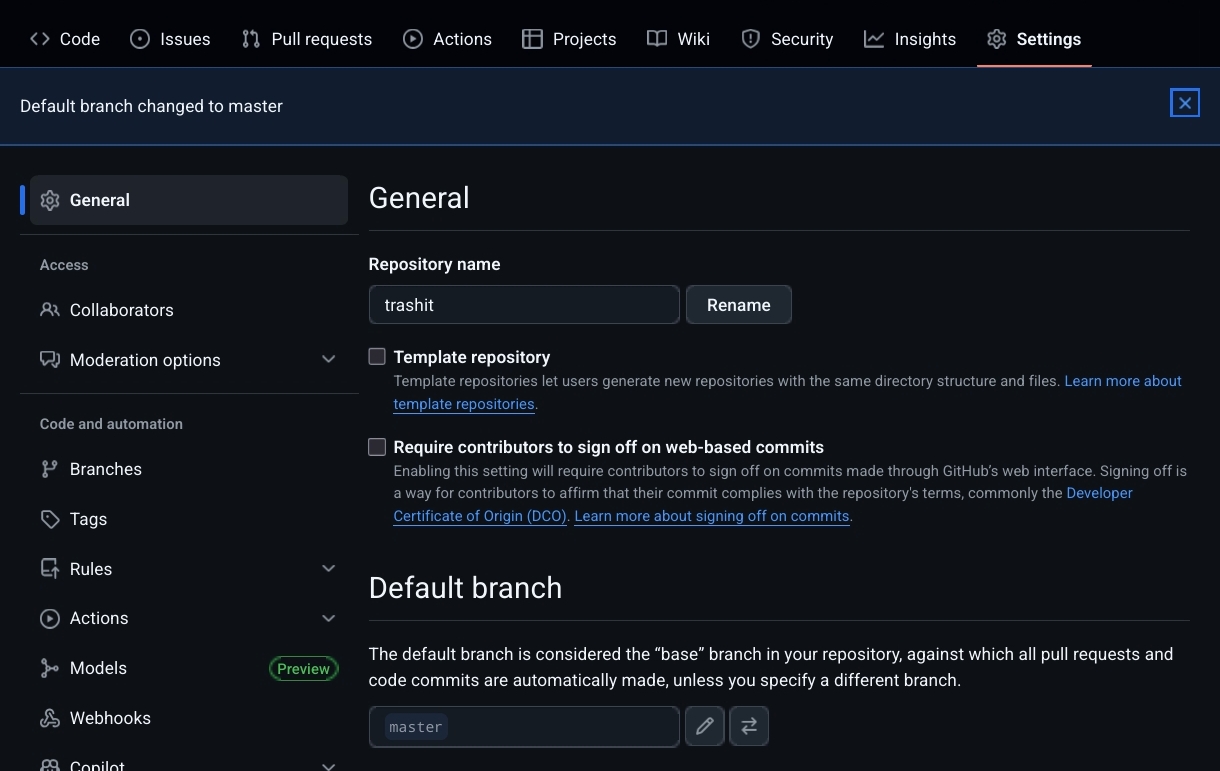 Code Issues Pull requests Actions Projects Wiki Security Insights Settings
Default branch changed to master
General
Access
Collaborators
Moderation options
Code and automation
Branches
Tags
Rules
Actions
Models Preview
Webhooks
Copilot
General
Repository name
trashit Rename
Template repository
Template repositories let users generate new repositories with the same directory structure and files. Learn more about
template repositories.
Require contributors to sign off on web-based commits
Enabling this setting will require contributors to sign off on commits made through GitHub’s web interface. Signing off is
a way for contributors to affirm that their commit complies with the repository's terms, commonly the Developer
Certificate of Origin (DCO). Learn more about signing off on commits.
Default branch
The default branch is considered the “base” branch in your repository, against which all pull requests and
code commits are automatically made, unless you specify a different branch.
master